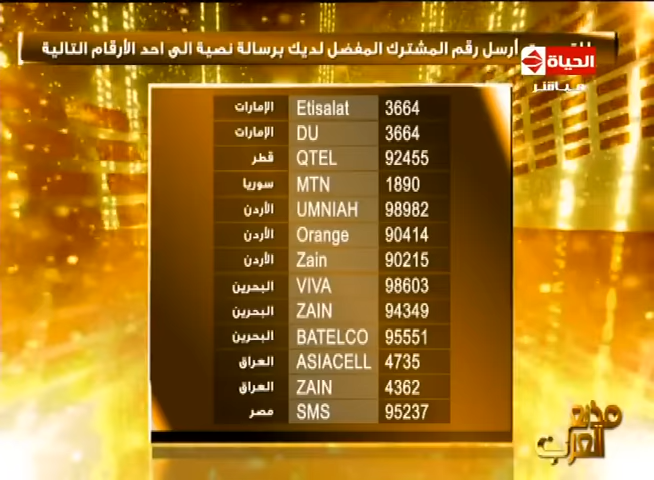 أرسل رقم المشترك المفضل لديك برسالة نصية الى احد الأرقام التالية
الحياة
مباشر
الإمارات Etisalat 3664
الإمارات DU 3664
قطر QTEL 92455
سوريا MTN 1890
الأردن UMNIAH 98982
الأردن Orange 90414
الأردن Zain 90215
البحرين VIVA 98603
البحرين ZAIN 94349
البحرين BATELCO 95551
العراق ASIACELL 4735
العراق ZAIN 4362
مصر SMS 95237
مذيع
العرب